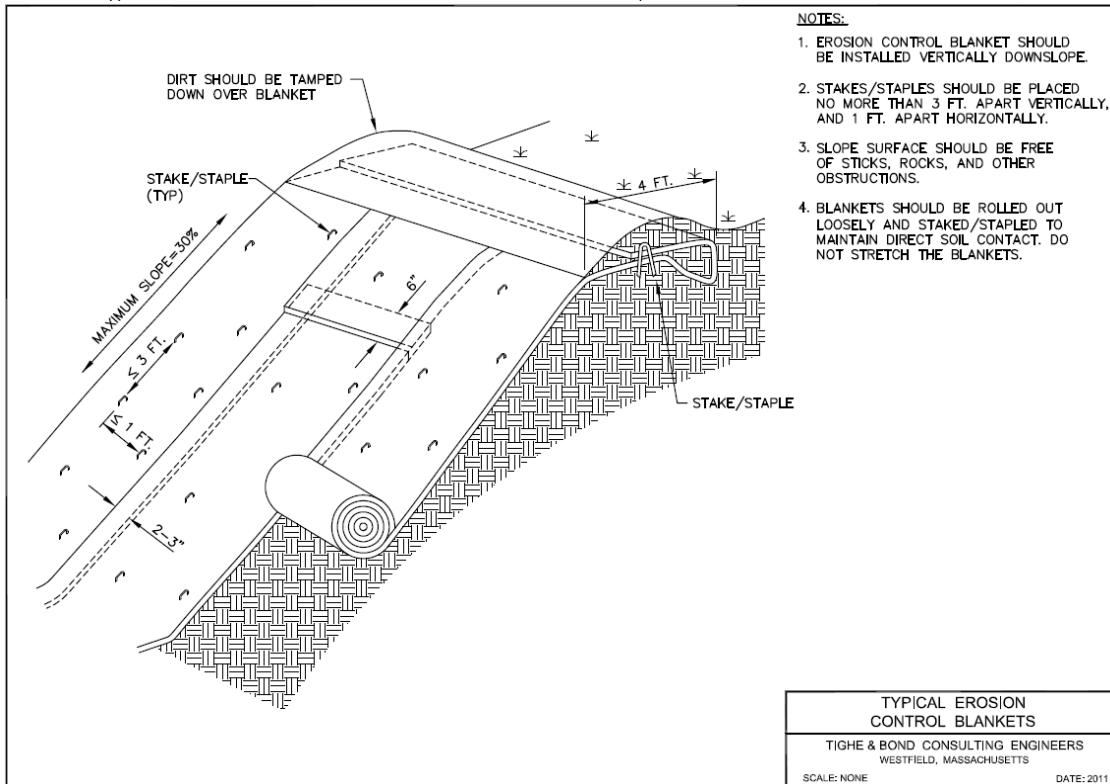 NOTES:
1. EROSION CONTROL BLANKET SHOULD
BE INSTALLED VERTICALLY DOWNSLOPE.
2. STAKES/STAPLES SHOULD BE PLACED
NO MORE THAN 3 FT. APART VERTICALLY,
AND 1 FT. APART HORIZONTALLY.
3. SLOPE SURFACE SHOULD BE FREE
OF STICKS, ROCKS, AND OTHER
OBSTRUCTIONS.
4. BLANKETS SHOULD BE ROLLED OUT
LOOSELY AND STAKED/STAPLED TO
MAINTAIN DIRECT SOIL CONTACT. DO
NOT STRETCH THE BLANKETS.
DIRT SHOULD BE TAMPED
DOWN OVER BLANKET
STAKE/STAPLE
(TYP)
4 FT.
MAXIMUM SLOPE=30%
6"
≤ 3 FT.
≤ 1 FT.
STAKE/STAPLE
2-3"
TYPICAL EROSION
CONTROL BLANKETS
TIGHE & BOND CONSULTING ENGINEERS
WESTFIELD, MASSACHUSETTS
SCALE: NONE
DATE: 2011